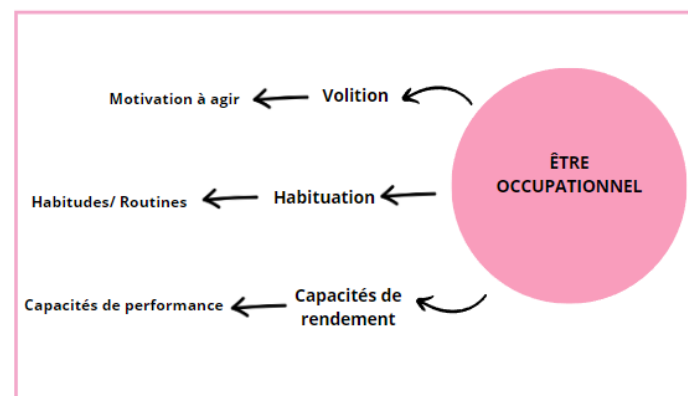 Motivation à agir
Volition
ÊTRE
OCCUPATIONNEL
Habitudes/ Routines
Habituation
Capacités de performance
Capacités de
rendement